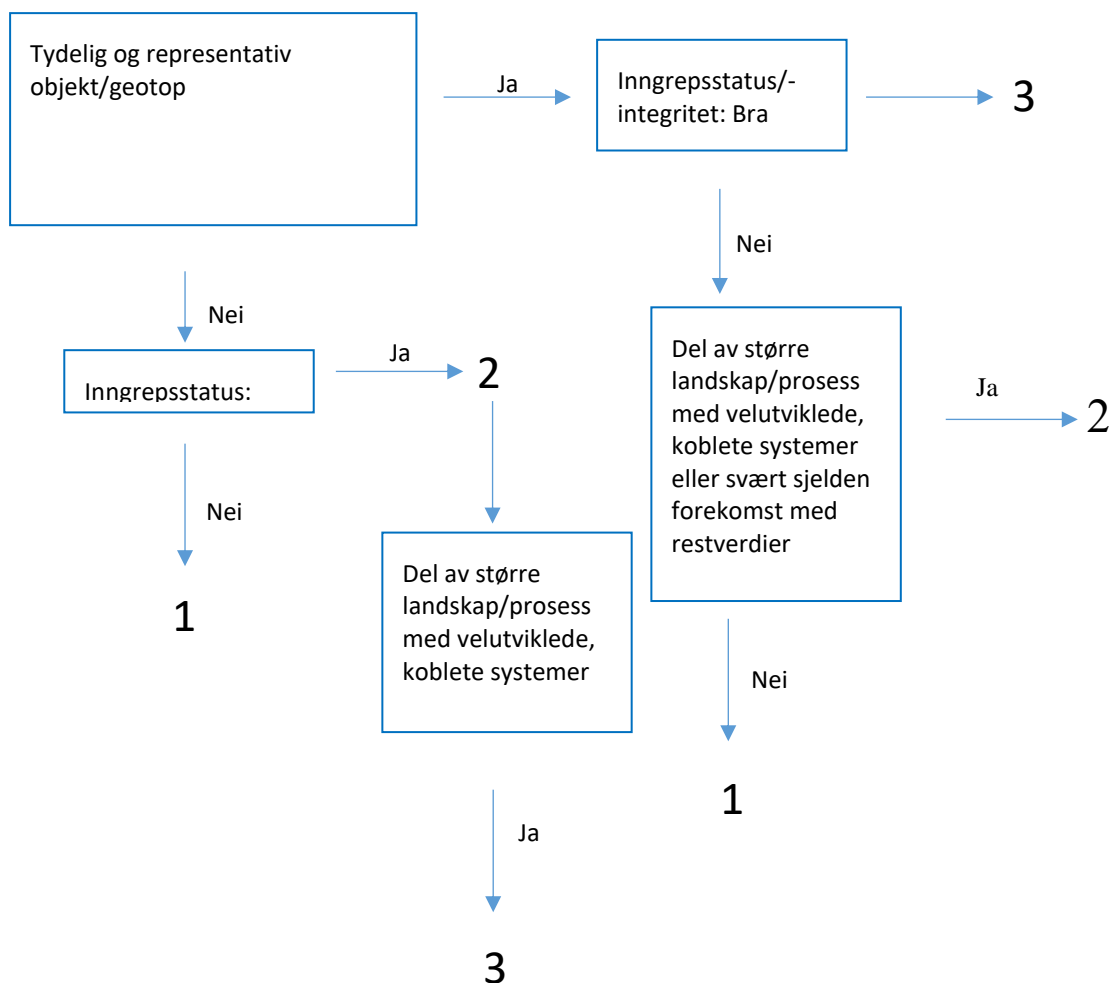 Tydelig og representativ
objekt/geotop
Ja
Inngrepsstatus/-
integritet: Bra
3
Nei
Nei
Inngrepsstatus:
Ja
2
Del av større
landskap/prosess
med velutviklede,
koblete systemer
eller svært sjelden
forekomst med
restverdier
Ja
2
Nei
1
Del av større
landskap/prosess
med velutviklede,
koblete systemer
Nei
1
Ja
3